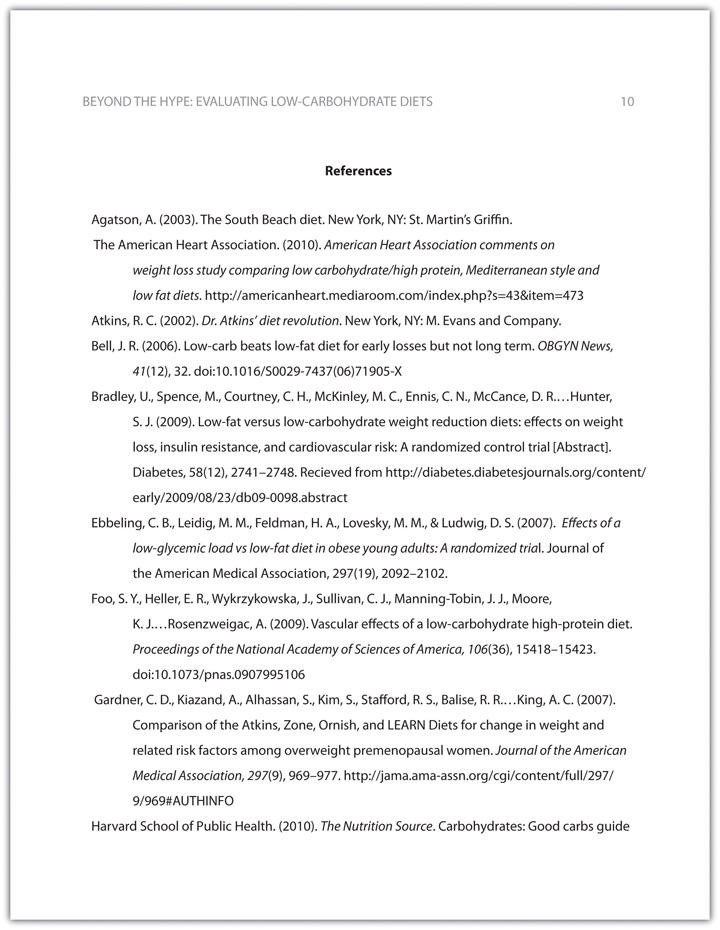 BEYOND THE HYPE: EVALUATING LOW-CARBOHYDRATE DIETS 10
References
Agatson, A. (2003). The South Beach diet. New York, NY: St. Martin’s Griffin.
The American Heart Association. (2010). American Heart Association comments on
weight loss study comparing low carbohydrate/high protein, Mediterranean style and
low fat diets. http://americanheart.mediaroom.com/index.php?s=43&item=473
Atkins, R. C. (2002). Dr. Atkins’ diet revolution. New York, NY: M. Evans and Company.
Bell, J. R. (2006). Low-carb beats low-fat diet for early losses but not long term. OBGYN News,
41(12), 32. doi:10.1016/S0029-7437(06)71905-X
Bradley, U., Spence, M., Courtney, C. H., McKinley, M. C., Ennis, C. N., McCance, D. R.…Hunter,
S. J. (2009). Low-fat versus low-carbohydrate weight reduction diets: effects on weight
loss, insulin resistance, and cardiovascular risk: A randomized control trial [Abstract].
Diabetes, 58(12), 2741–2748. Recieved from http://diabetes.diabetesjournals.org/content/
early/2009/08/23/db09-0098.abstract
Ebbeling, C. B., Leidig, M. M., Feldman, H. A., Lovesky, M. M., & Ludwig, D. S. (2007). Effects of a
low-glycemic load vs low-fat diet in obese young adults: A randomized trial. Journal of
the American Medical Association, 297(19), 2092–2102.
Foo, S. Y., Heller, E. R., Wykrzykowska, J., Sullivan, C. J., Manning-Tobin, J. J., Moore,
K. J.…Rosenzweigac, A. (2009). Vascular effects of a low-carbohydrate high-protein diet.
Proceedings of the National Academy of Sciences of America, 106(36), 15418–15423.
doi:10.1073/pnas.0907995106
Gardner, C. D., Kiazand, A., Alhassan, S., Kim, S., Stafford, R. S., Balise, R. R.…King, A. C. (2007).
Comparison of the Atkins, Zone, Ornish, and LEARN Diets for change in weight and
related risk factors among overweight premenopausal women. Journal of the American
Medical Association, 297(9), 969–977. http://jama.ama-assn.org/cgi/content/full/297/
9/969#AUTHINFO
Harvard School of Public Health. (2010). The Nutrition Source. Carbohydrates: Good carbs guide